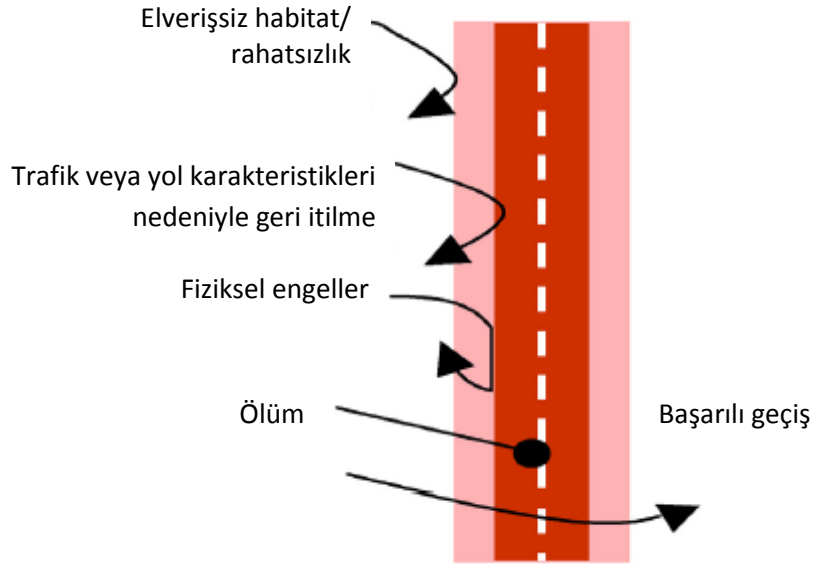 Elverişsiz habitat/
rahatsızlık
Trafik veya yol karakteristikleri
nedeniyle geri itilme
Fiziksel engeller
Ölüm
Başarılı geçiş